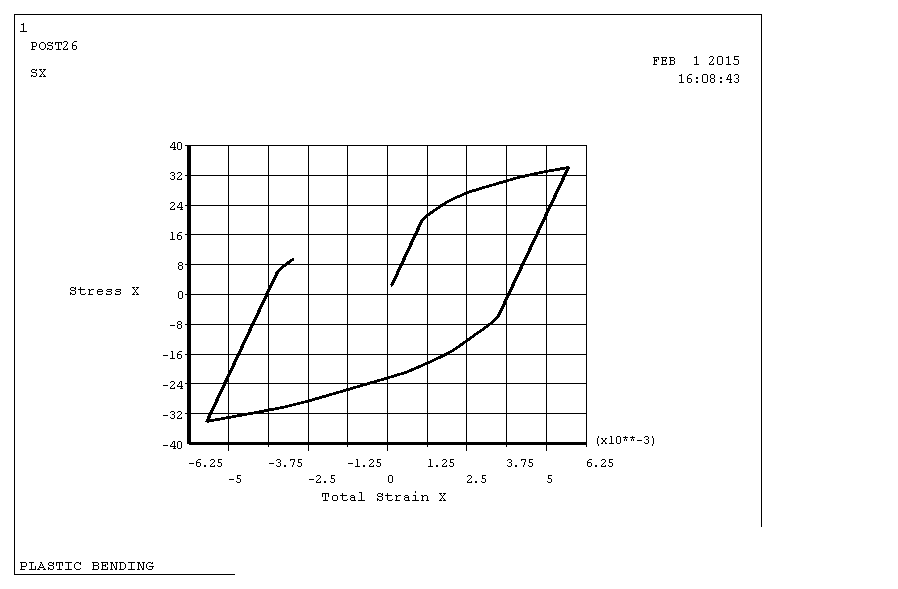 1
POST26
SX
FEB  1 2015
16:08:43
40
32
24
16
8
0
-8
-16
-24
-32
-40
Stress X
(x10**-3)
-6.25 -3.75 -1.25 1.25 3.75 6.25
-5 -2.5 0 2.5 5
Total Strain X
PLASTIC BENDING